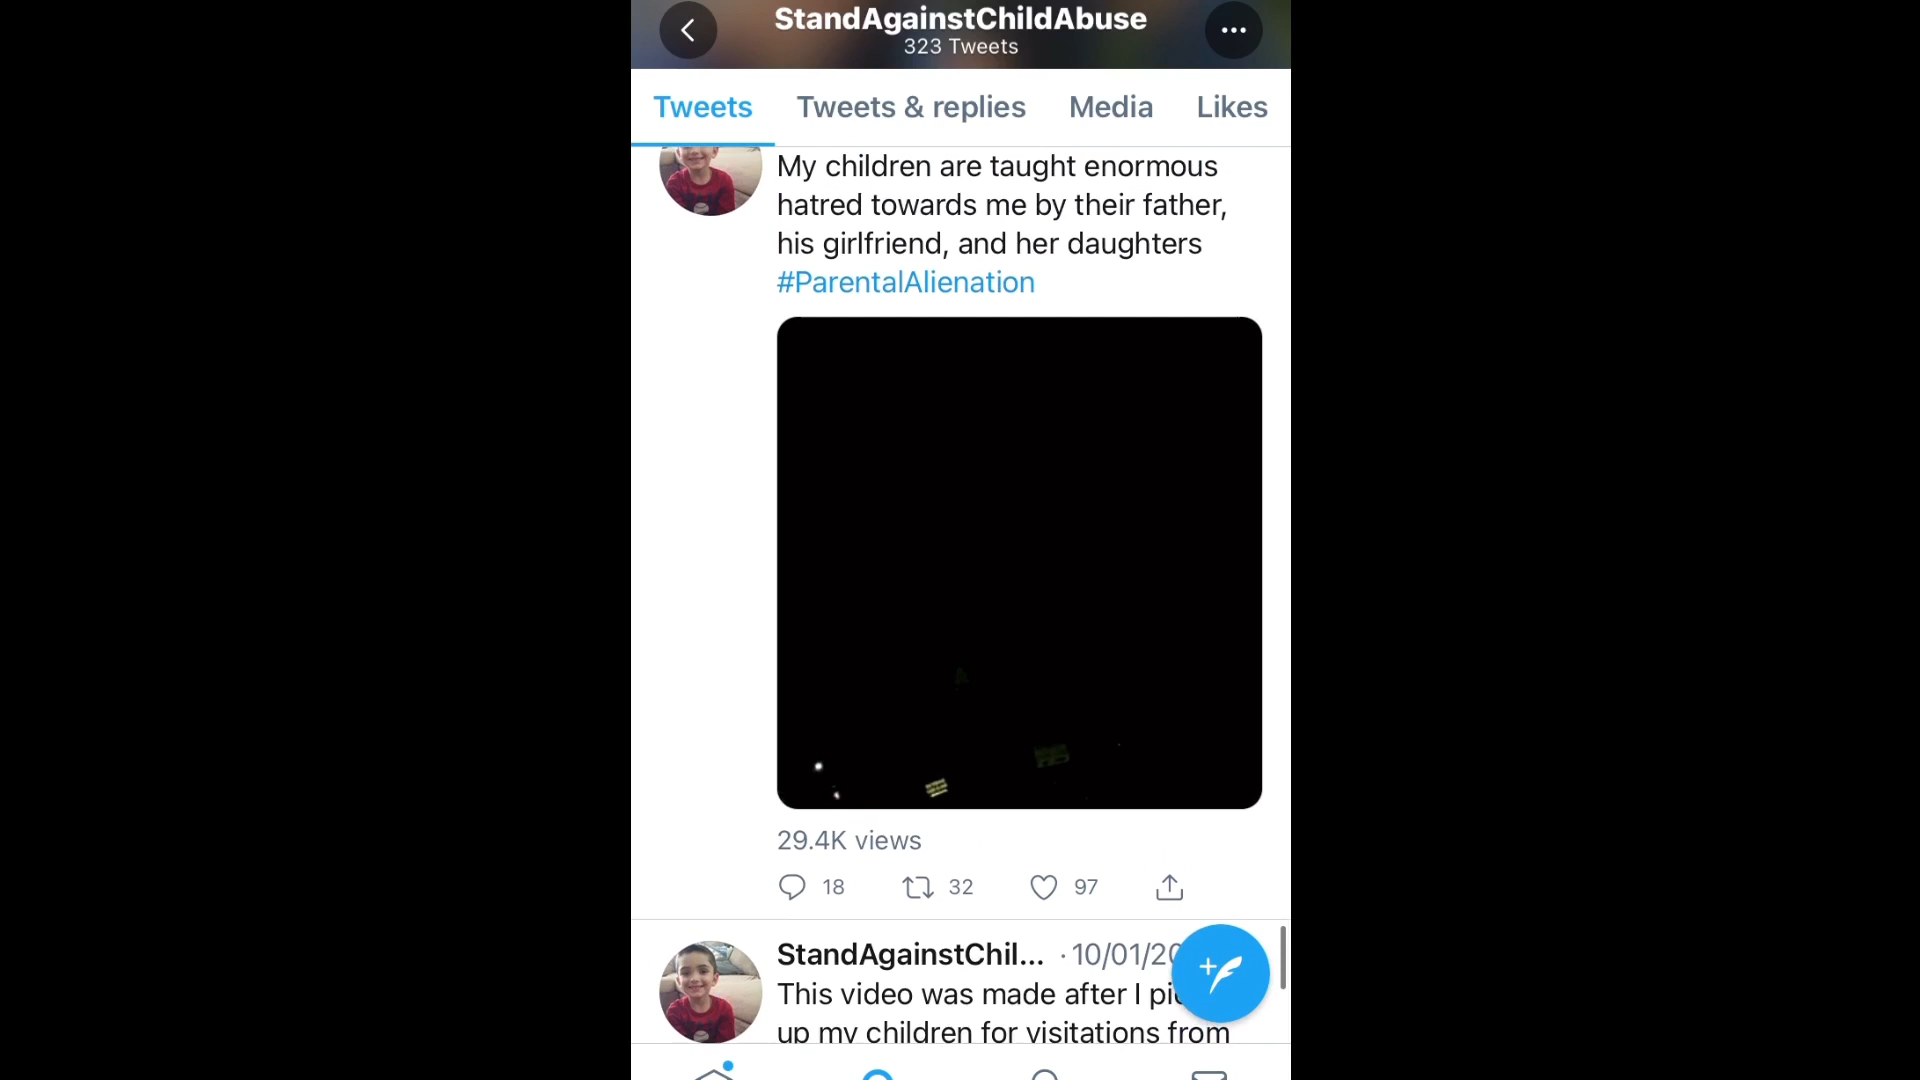 StandAgainstChildAbuse
323 Tweets
Tweets
Tweets & replies
Media
Likes
My children are taught enormous
hatred towards me by their father,
his girlfriend, and her daughters
#ParentalAlienation
29.4K views
18
32
97
StandAgainstChil... · 10/01/20
This video was made after I
up my children for visitations from